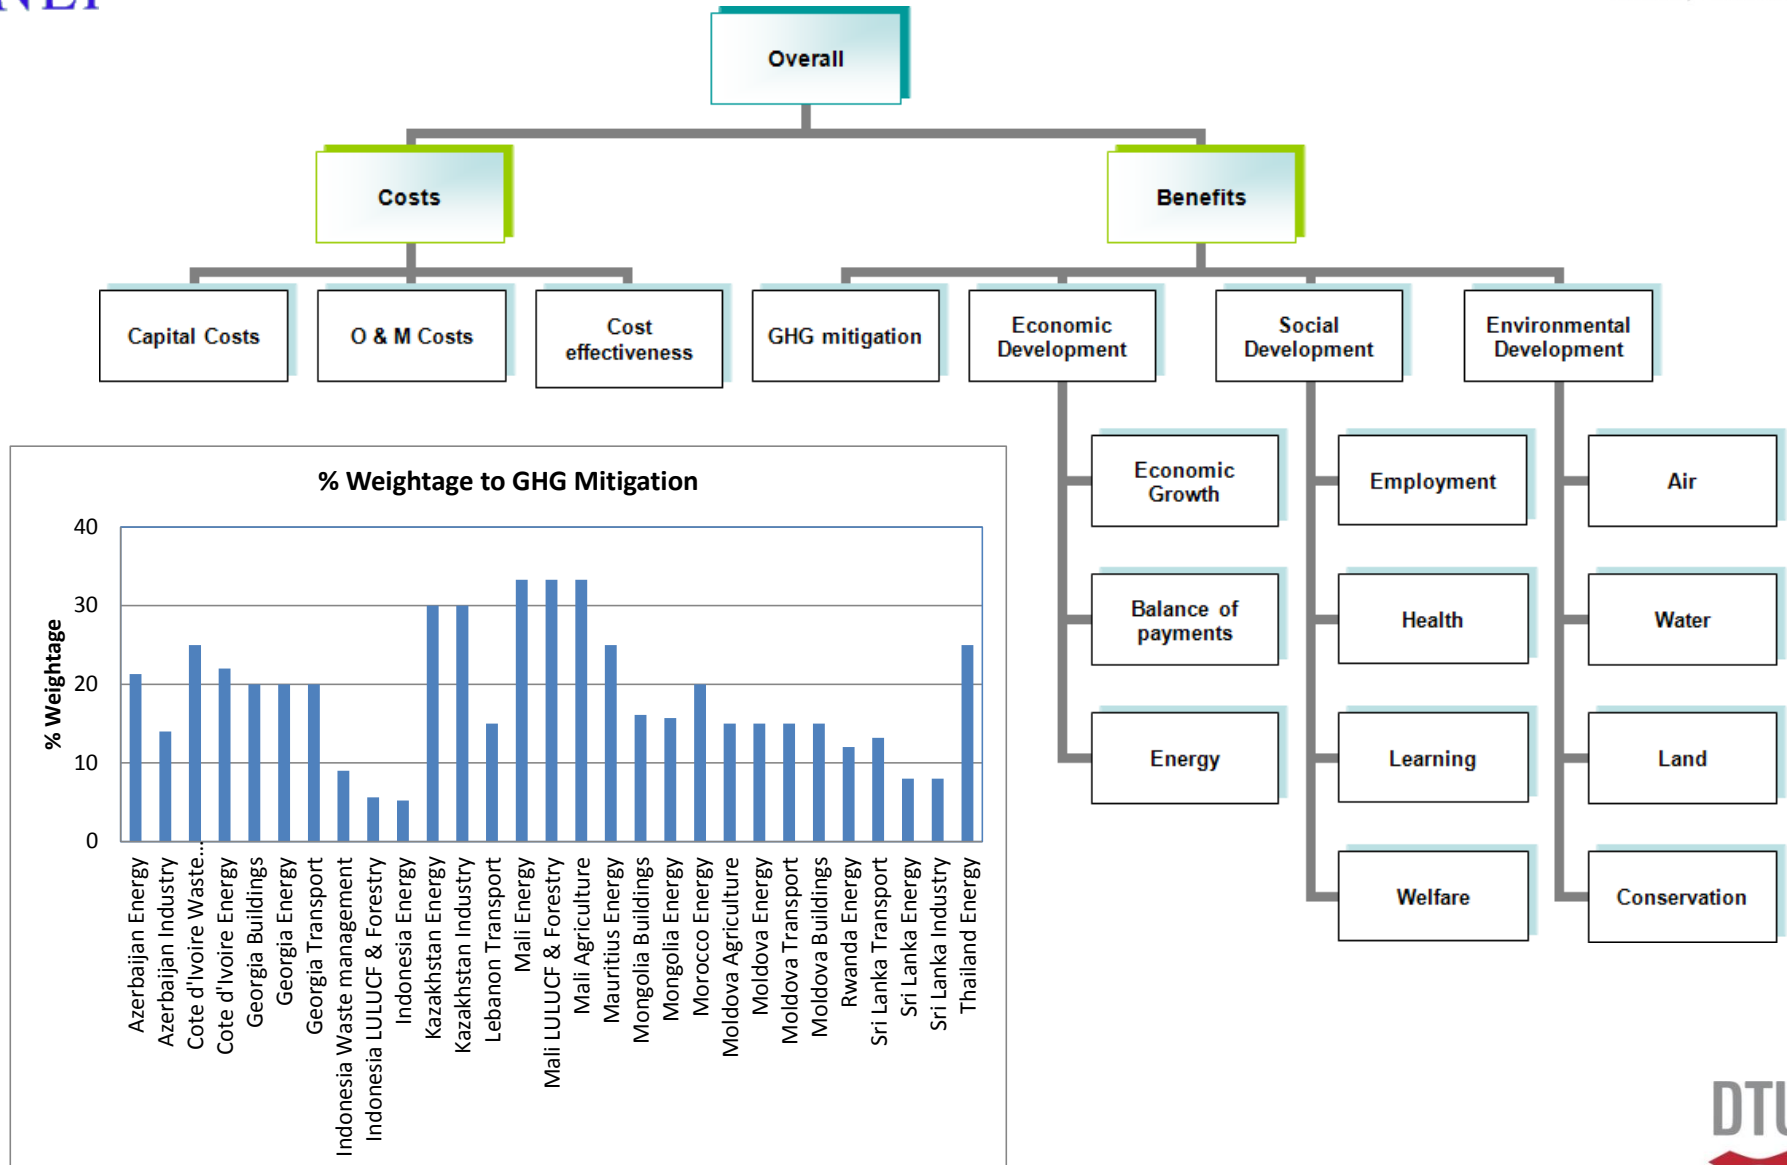 Overall
Costs
Benefits
Capital Costs
O & M Costs
Cost
effectiveness
GHG mitigation
Economic
Development
Social
Development
Environmental
Development
Economic
Growth
Balance of
payments
Energy
Employment
Health
Learning
Welfare
Air
Water
Land
Conservation
% Weightage to GHG Mitigation
% Weightage
40
30
20
10
0
Azerbaijan Energy
Azerbaijan Industry
Cote d'Ivoire Waste...
Cote d'Ivoire Energy
Georgia Buildings
Georgia Energy
Georgia Transport
Indonesia Waste management
Indonesia LULUCF & Forestry
Indonesia Energy
Kazakhstan Energy
Kazakhstan Industry
Lebanon Transport
Mali Energy
Mali LULUCF & Forestry
Mali Agriculture
Mauritius Energy
Mongolia Buildings
Mongolia Energy
Morocco Energy
Moldova Agriculture
Moldova Energy
Moldova Transport
Moldova Buildings
Rwanda Energy
Sri Lanka Transport
Sri Lanka Energy
Sri Lanka Industry
Thailand Energy
DTU